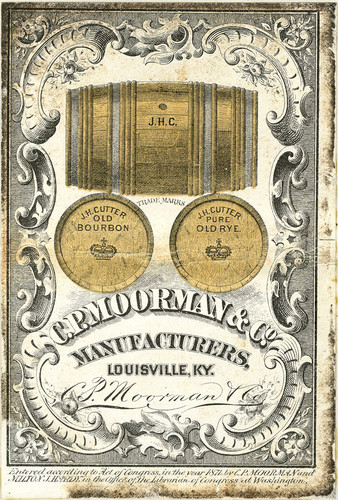 J.H.C.
TRADE MARKS
J.H.CUTTER
OLD
BOURBON
J.H.CUTTER
PURE
OLD RYE.
C.P.MOORMAN & CO.
MANUFACTURERS,
LOUISVILLE, KY.
C. P. Moorman & Co
Entered according to Act of Congress, in the year 1871, by C. P. MOORMAN and
MILTON J. in the Office of the Librarian of Congress at Washington.